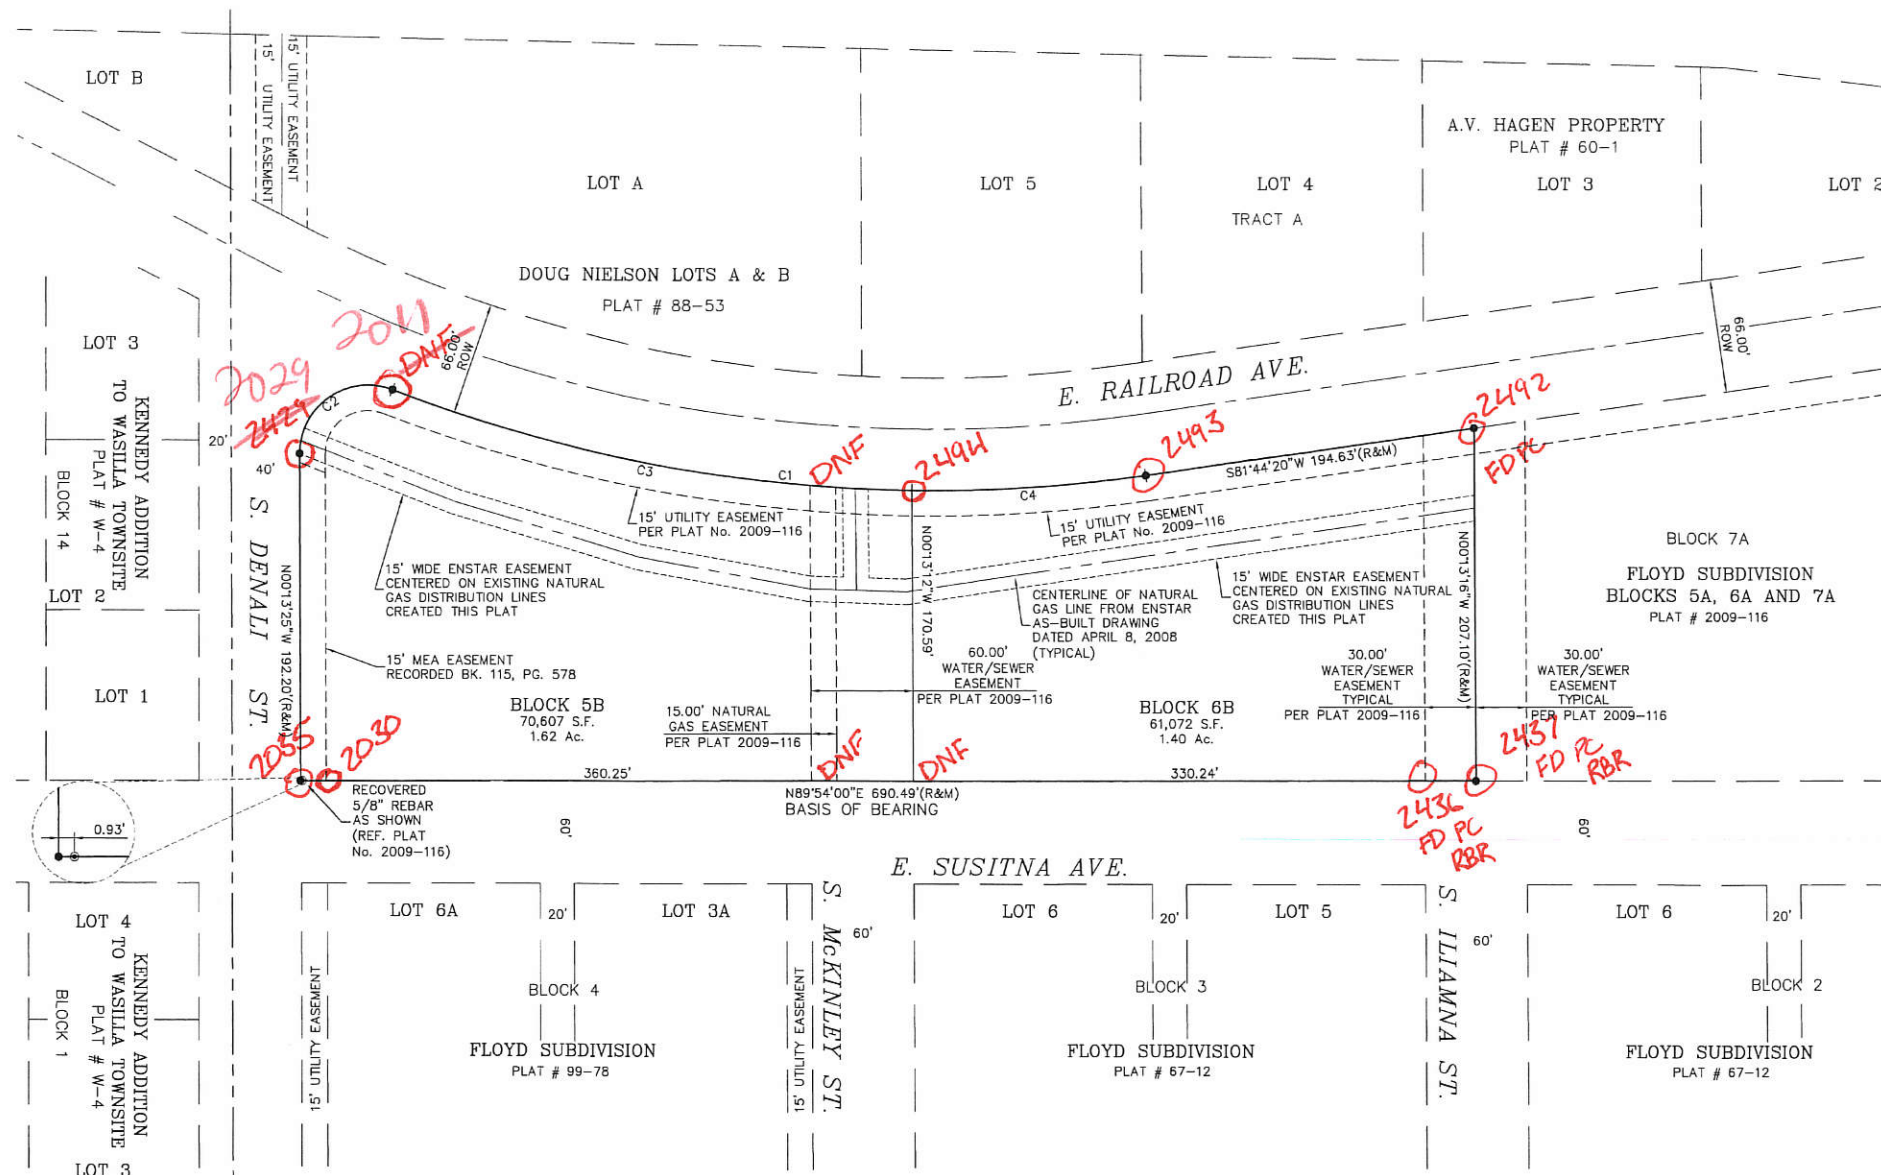 LOT B
15' UTILITY EASEMENT
15' UTILITY EASEMENT
LOT A
LOT 5
LOT 4
TRACT A
A.V. HAGEN PROPERTY
PLAT # 60-1
LOT 3
LOT 2
DOUG NIELSON LOTS A & B
PLAT # 88-53
66.00'
ROW
66.00'
ROW
E. RAILROAD AVE.
LOT 3
KENNEDY ADDITION
TO WASILLA TOWNSITE
PLAT # W-4
BLOCK 14
LOT 2
LOT 1
20'
40'
S. DENALI ST.
2029
2429
2011
DNF
C2
C3
C1
DNF
2494
C4
2493
S81°44'20"W 194.63'(R&M)
2492
FD PC
15' UTILITY EASEMENT
PER PLAT No. 2009-116
15' UTILITY EASEMENT
PER PLAT No. 2009-116
15' WIDE ENSTAR EASEMENT
CENTERED ON EXISTING NATURAL
GAS DISTRIBUTION LINES
CREATED THIS PLAT
N00°13'12"W 170.59'
CENTERLINE OF NATURAL
GAS LINE FROM ENSTAR
AS-BUILT DRAWING
DATED APRIL 8, 2008
(TYPICAL)
15' WIDE ENSTAR EASEMENT
CENTERED ON EXISTING NATURAL
GAS DISTRIBUTION LINES
CREATED THIS PLAT
N00°13'16"W 207.10'(R&M)
BLOCK 7A
FLOYD SUBDIVISION
BLOCKS 5A, 6A AND 7A
PLAT # 2009-116
N00°13'25"W 192.20'(R&M)
15' MEA EASEMENT
RECORDED BK. 115, PG. 578
BLOCK 5B
70,607 S.F.
1.62 Ac.
15.00' NATURAL
GAS EASEMENT
PER PLAT 2009-116
60.00'
WATER/SEWER
EASEMENT
PER PLAT 2009-116
BLOCK 6B
61,072 S.F.
1.40 Ac.
30.00'
WATER/SEWER
EASEMENT
TYPICAL
PER PLAT 2009-116
30.00'
WATER/SEWER
EASEMENT
TYPICAL
PER PLAT 2009-116
2035
2030
DNF
DNF
2437
FD PC
RBR
2436
FD PC
RBR
360.25'
330.24'
N89°54'00"E 690.49'(R&M)
BASIS OF BEARING
RECOVERED
5/8" REBAR
AS SHOWN
(REF. PLAT
No. 2009-116)
0.93'
60'
60'
E. SUSITNA AVE.
LOT 4
KENNEDY ADDITION
TO WASILLA TOWNSITE
PLAT # W-4
BLOCK 1
LOT 3
LOT 6A
20'
LOT 3A
15' UTILITY EASEMENT
BLOCK 4
FLOYD SUBDIVISION
PLAT # 99-78
15' UTILITY EASEMENT
S. McKINLEY ST.
60'
LOT 6
20'
LOT 5
BLOCK 3
FLOYD SUBDIVISION
PLAT # 67-12
S. ILIAMNA ST.
60'
LOT 6
20'
BLOCK 2
FLOYD SUBDIVISION
PLAT # 67-12